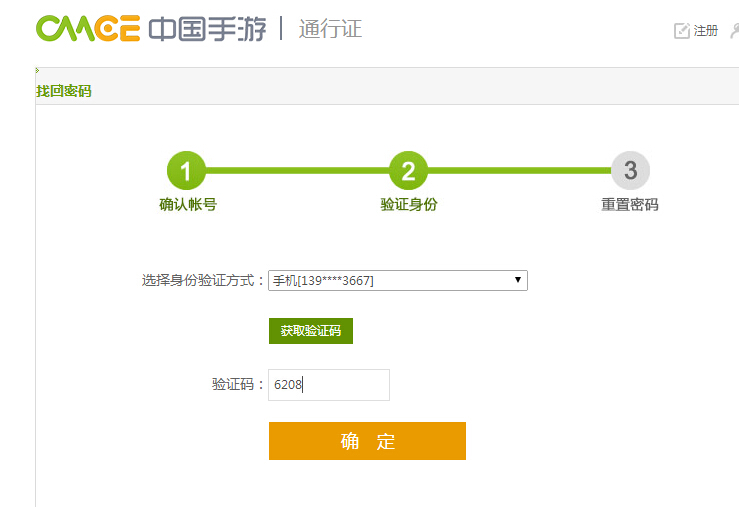 CMGE 中国手游 | 通行证
注册
找回密码
1 2 3
确认帐号 验证身份 重置密码
选择身份验证方式： 手机[139****3667]
获取验证码
验证码： 6208
确 定